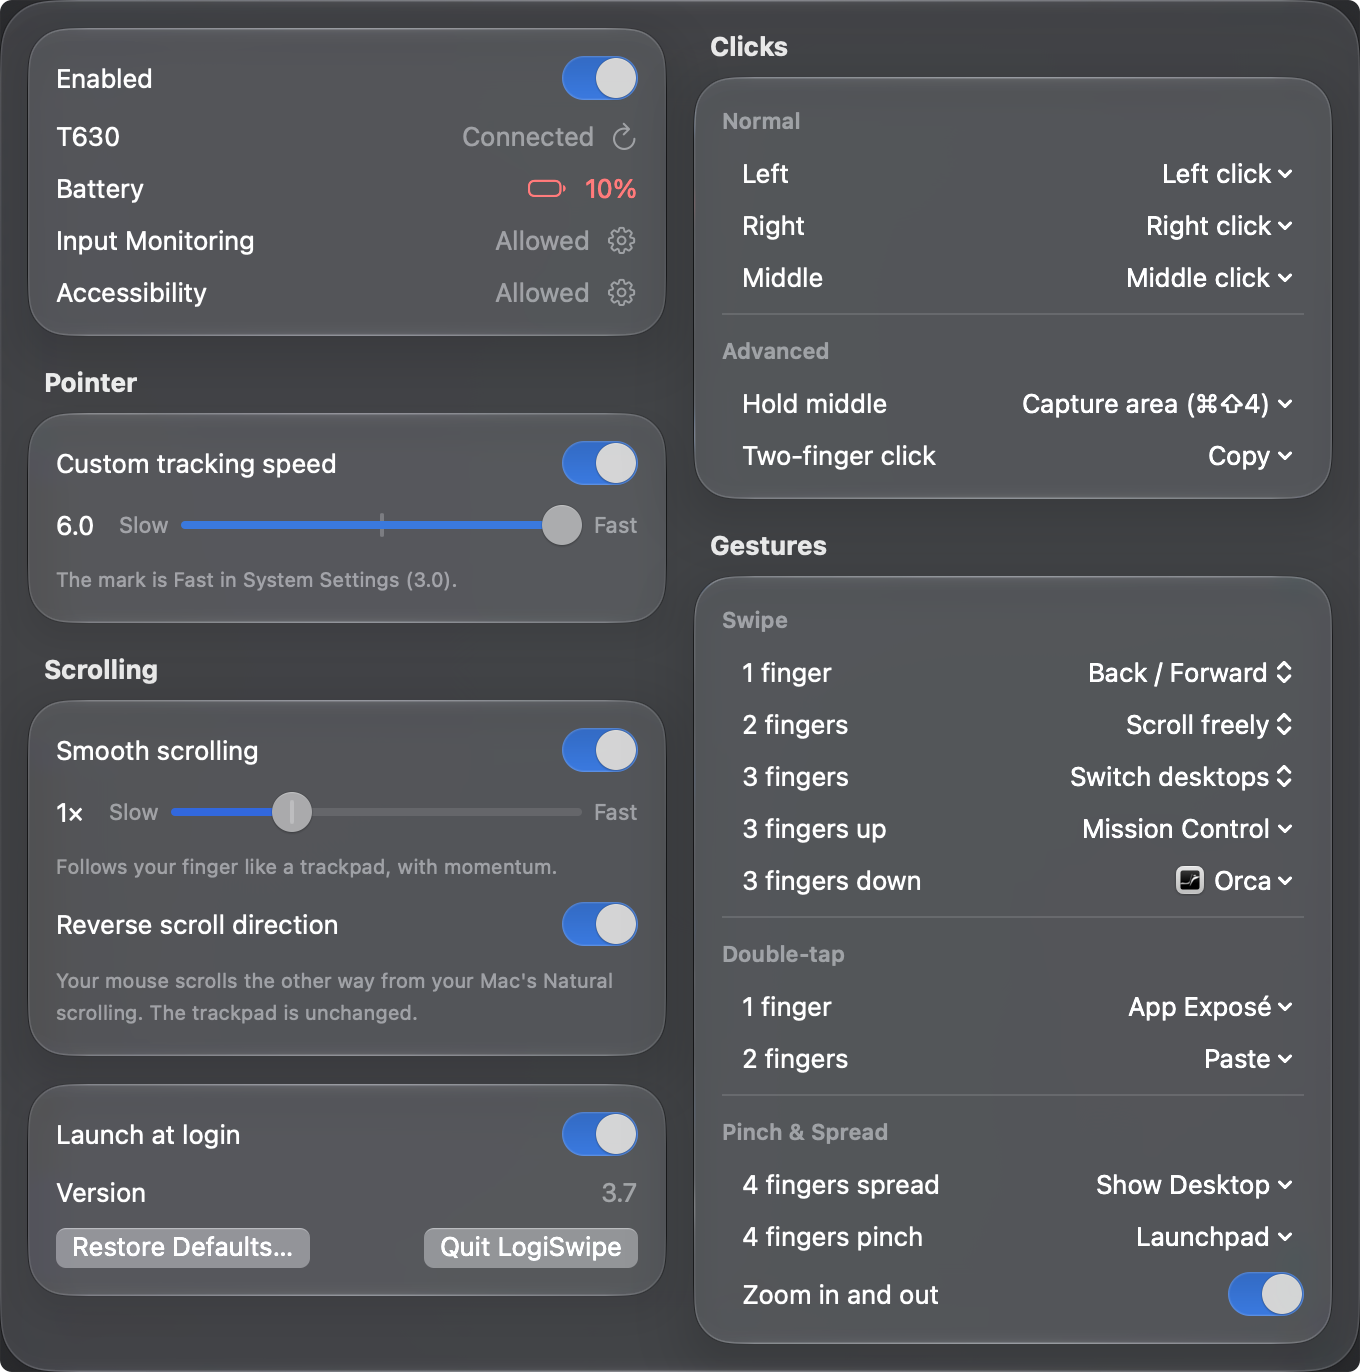 Enabled
T630 Connected
Battery 10%
Input Monitoring Allowed
Accessibility Allowed
Pointer
Custom tracking speed
6.0 Slow Fast
The mark is Fast in System Settings (3.0).
Scrolling
Smooth scrolling
1× Slow Fast
Follows your finger like a trackpad, with momentum.
Reverse scroll direction
Your mouse scrolls the other way from your Mac's Natural
scrolling. The trackpad is unchanged.
Launch at login
Version 3.7
Restore Defaults... Quit LogiSwipe
Clicks
Normal
Left Left click
Right Right click
Middle Middle click
Advanced
Hold middle Capture area (⌘⇧4)
Two-finger click Copy
Gestures
Swipe
1 finger Back / Forward
2 fingers Scroll freely
3 fingers Switch desktops
3 fingers up Mission Control
3 fingers down Orca
Double-tap
1 finger App Exposé
2 fingers Paste
Pinch & Spread
4 fingers spread Show Desktop
4 fingers pinch Launchpad
Zoom in and out